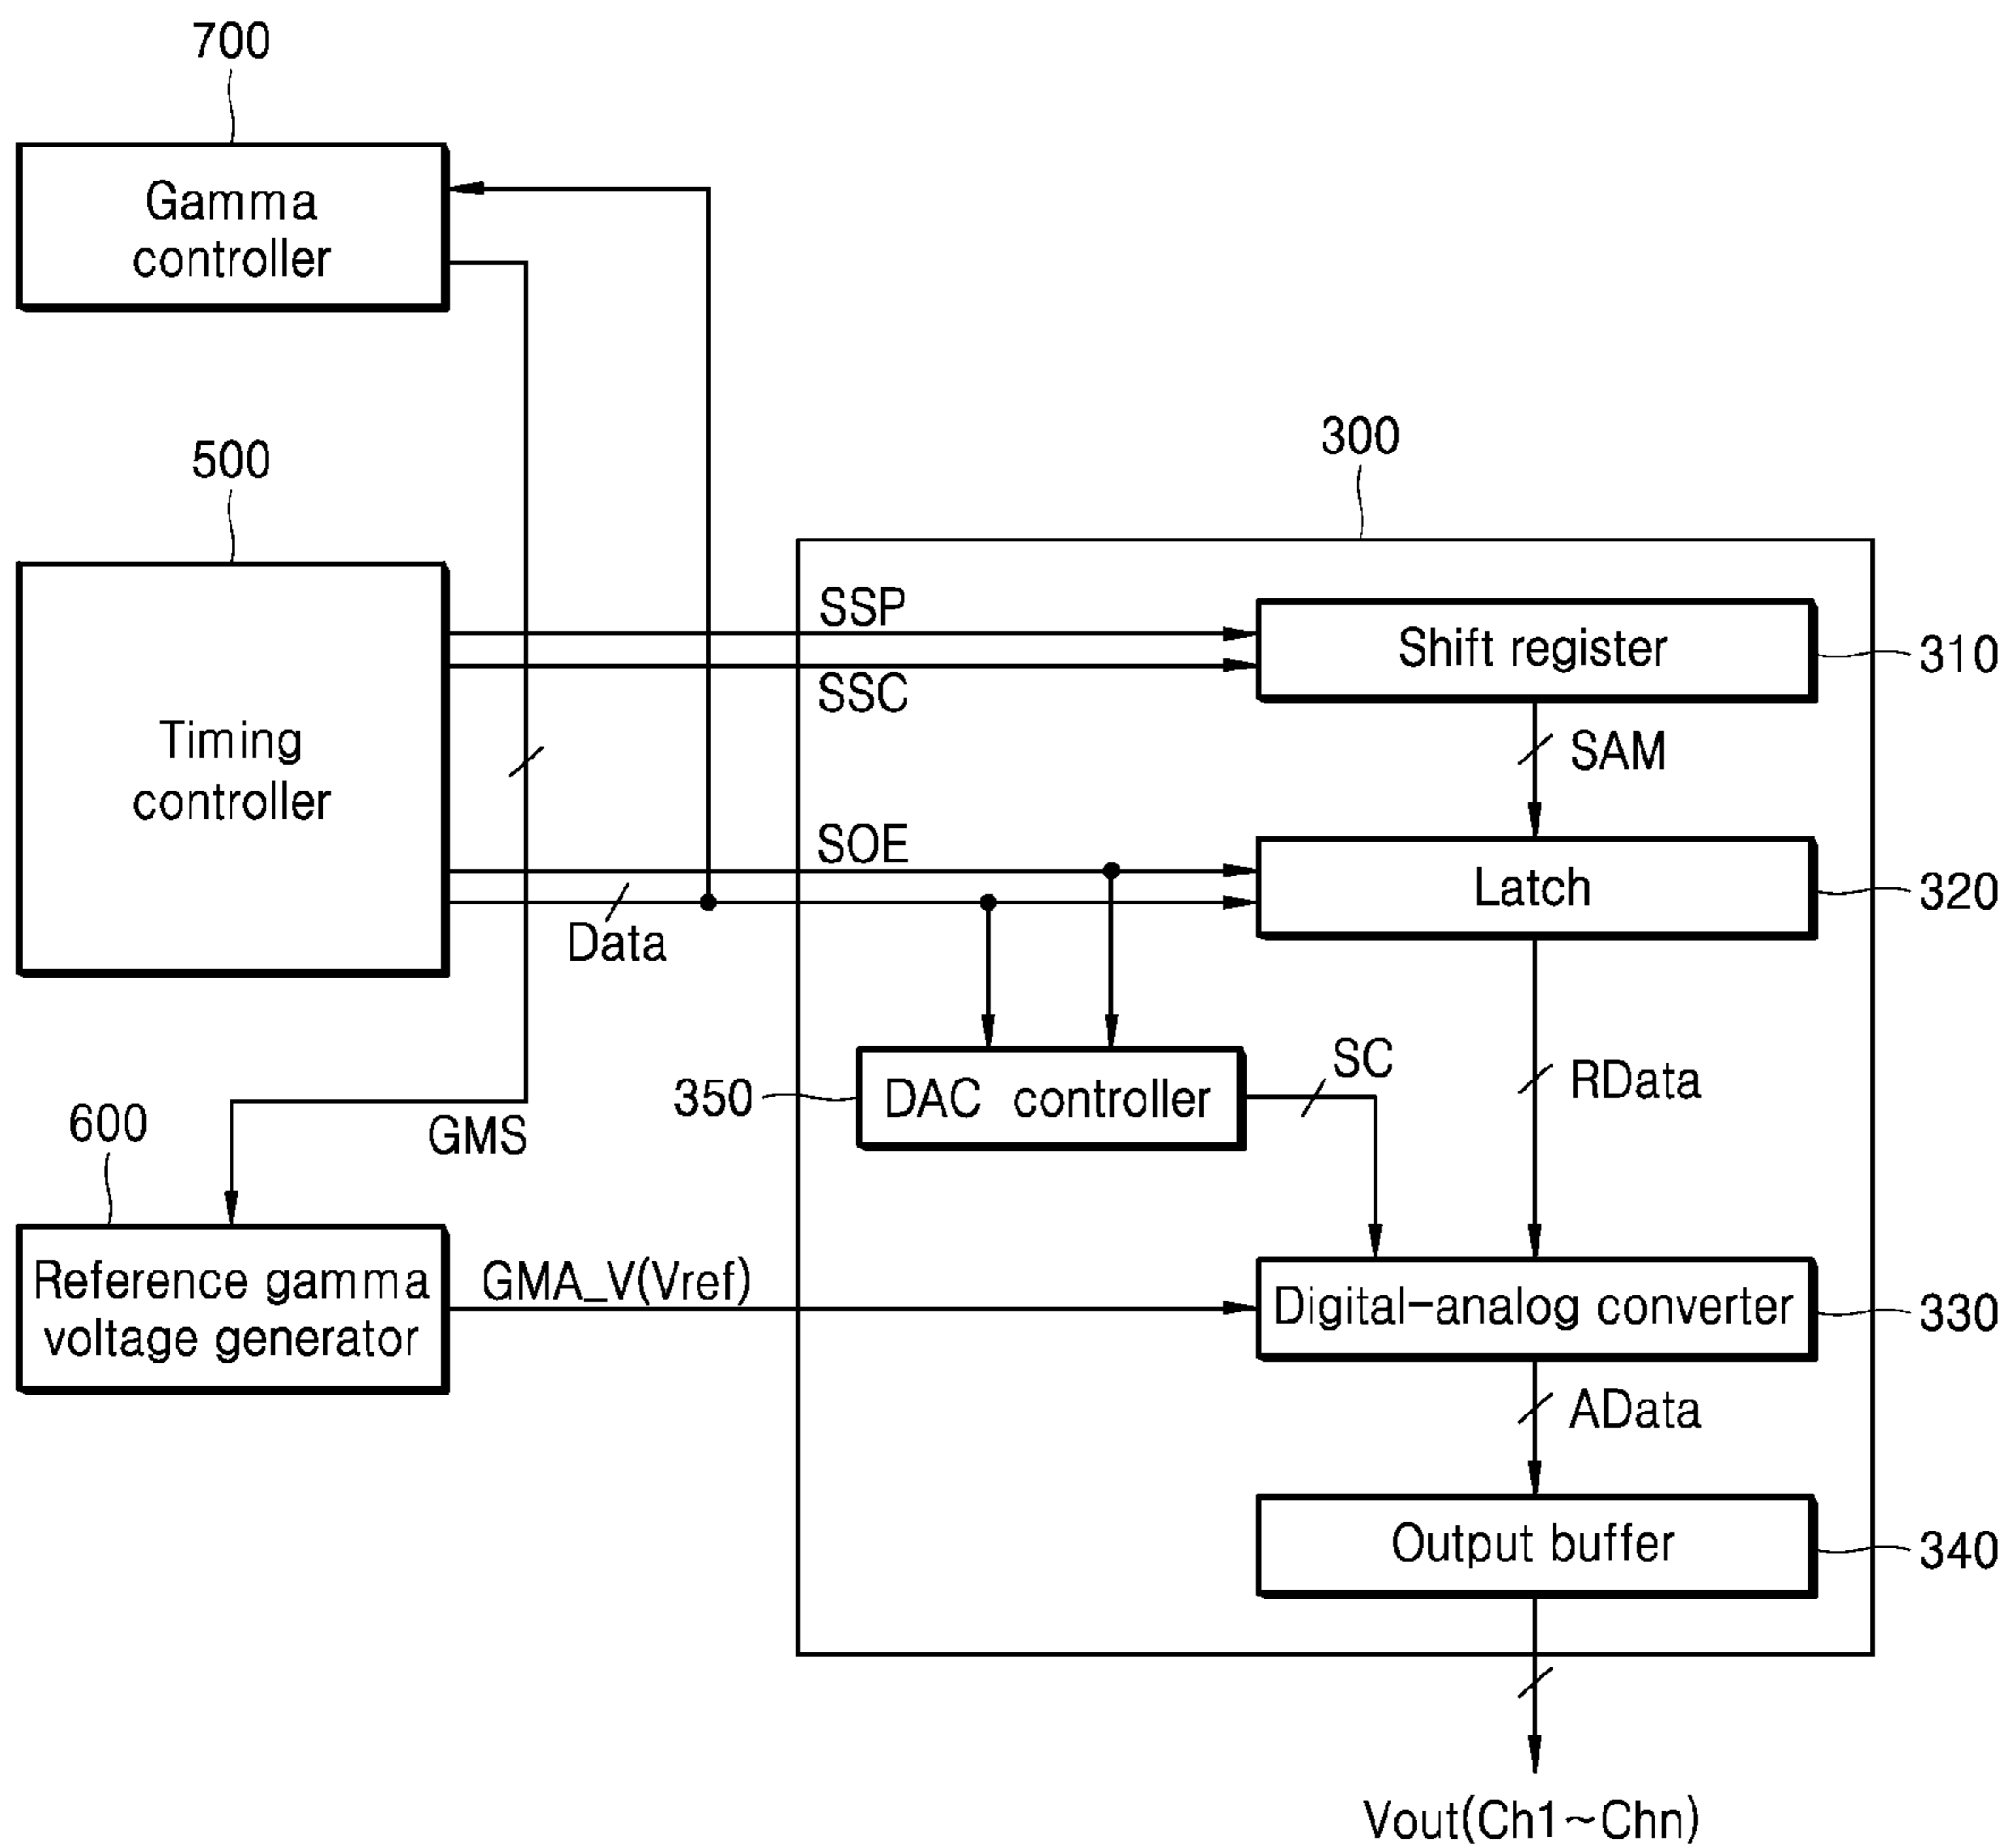 700
Gamma
controller
500
300
SSP
Shift register
310
SSC
Timing
controller
SAM
SOE
Latch
320
Data
350
DAC controller
SC
RData
600
GMS
Reference gamma
voltage generator
GMA_V(Vref)
Digital-analog converter
330
AData
Output buffer
340
Vout(Ch1~Chn)